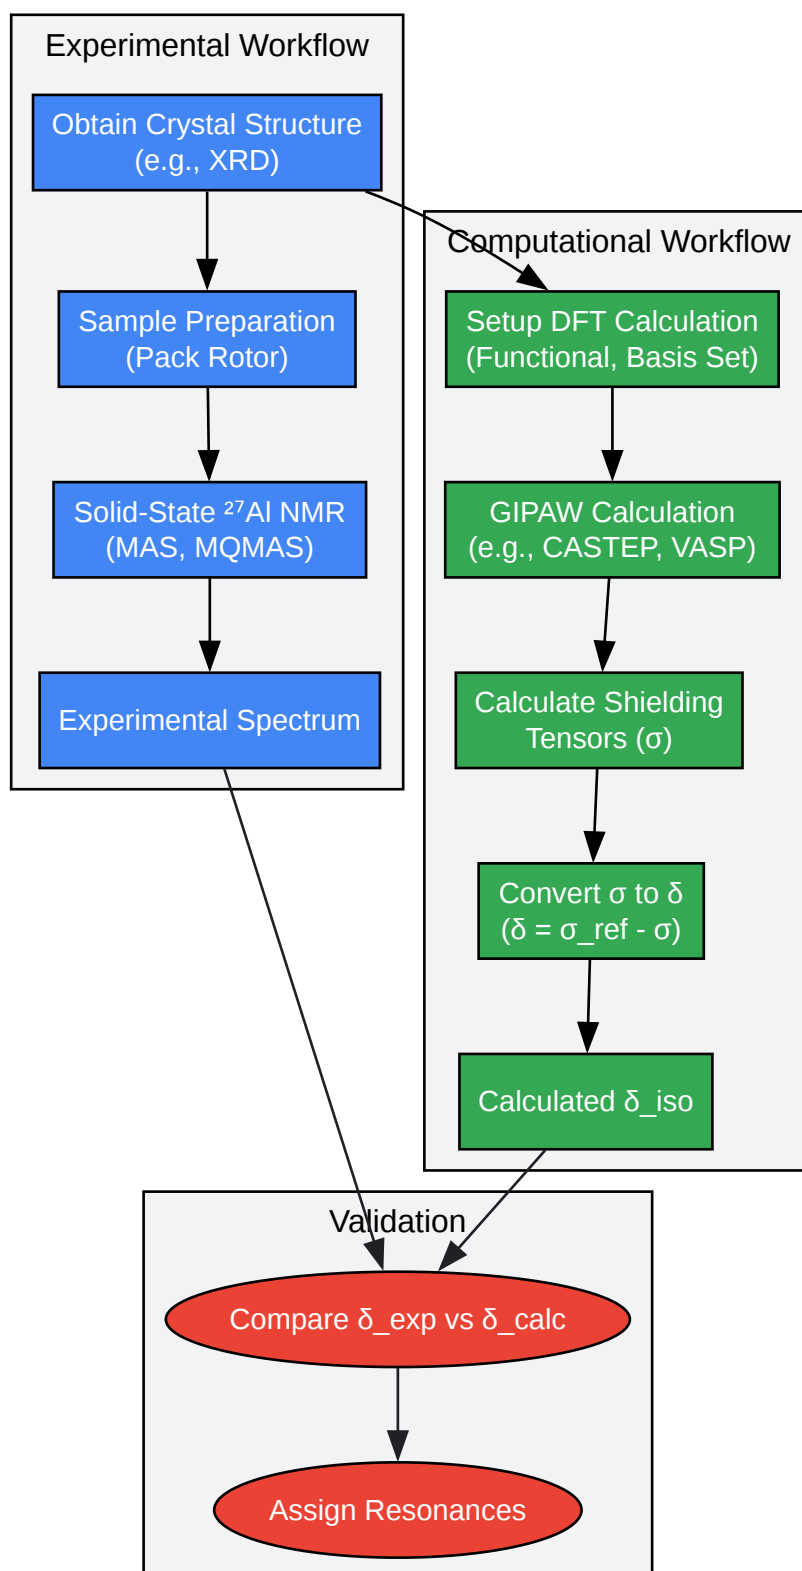 Experimental Workflow
Obtain Crystal Structure
(e.g., XRD)
Sample Preparation
(Pack Rotor)
Solid-State ²⁷Al NMR
(MAS, MQMAS)
Experimental Spectrum
Computational Workflow
Setup DFT Calculation
(Functional, Basis Set)
GIPAW Calculation
(e.g., CASTEP, VASP)
Calculate Shielding
Tensors (σ)
Convert σ to δ
(δ = σ_ref - σ)
Calculated δ_iso
Validation
Compare δ_exp vs δ_calc
Assign Resonances